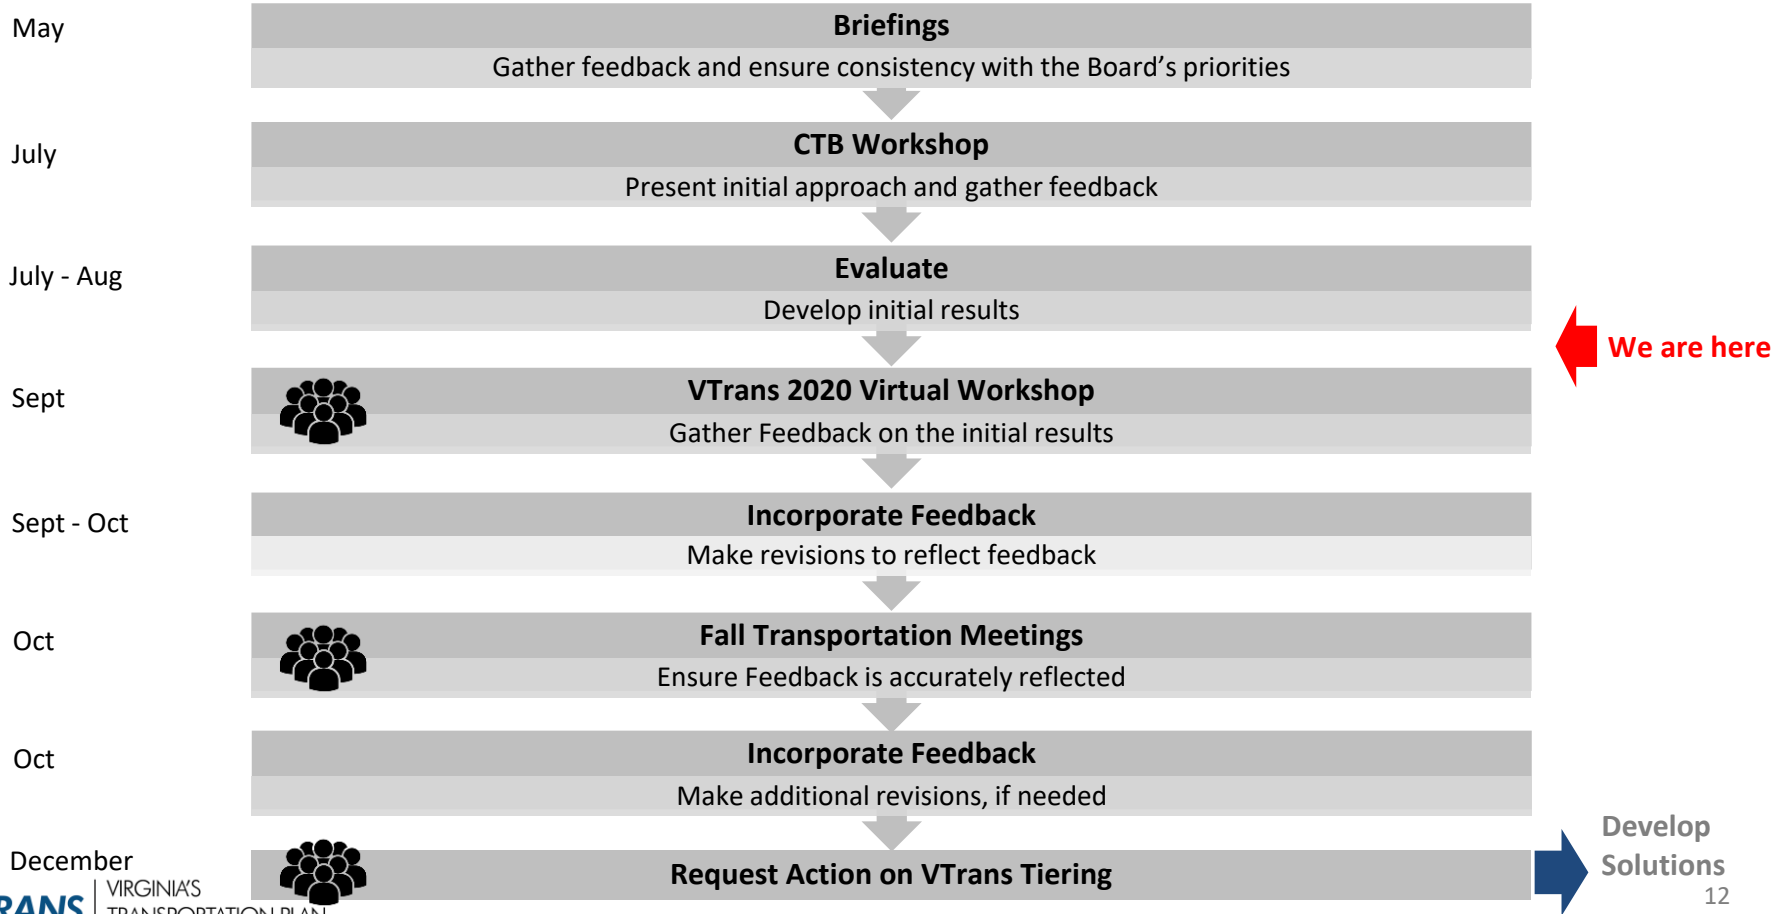 May
Briefings
Gather feedback and ensure consistency with the Board's priorities
July
CTB Workshop
Present initial approach and gather feedback
July - Aug
Evaluate
Develop initial results
We are here
Sept
VTrans 2020 Virtual Workshop
Gather Feedback on the initial results
Sept - Oct
Incorporate Feedback
Make revisions to reflect feedback
Oct
Fall Transportation Meetings
Ensure Feedback is accurately reflected
Oct
Incorporate Feedback
Make additional revisions, if needed
December
Request Action on VTrans Tiering
Develop
Solutions
RANS
VIRGINIA'S
TRANSPORTATION PLAN
12